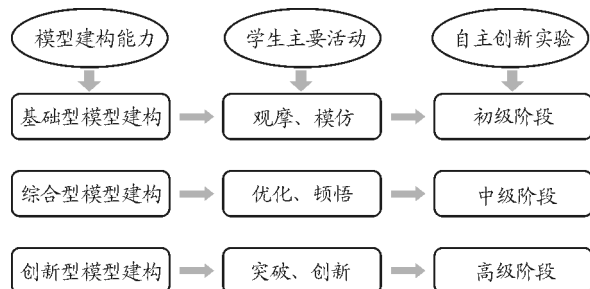 模型建构能力 学生主要活动 自主创新实验
基础型模型建构 观摩、模仿 初级阶段
综合型模型建构 优化、顿悟 中级阶段
创新型模型建构 突破、创新 高级阶段